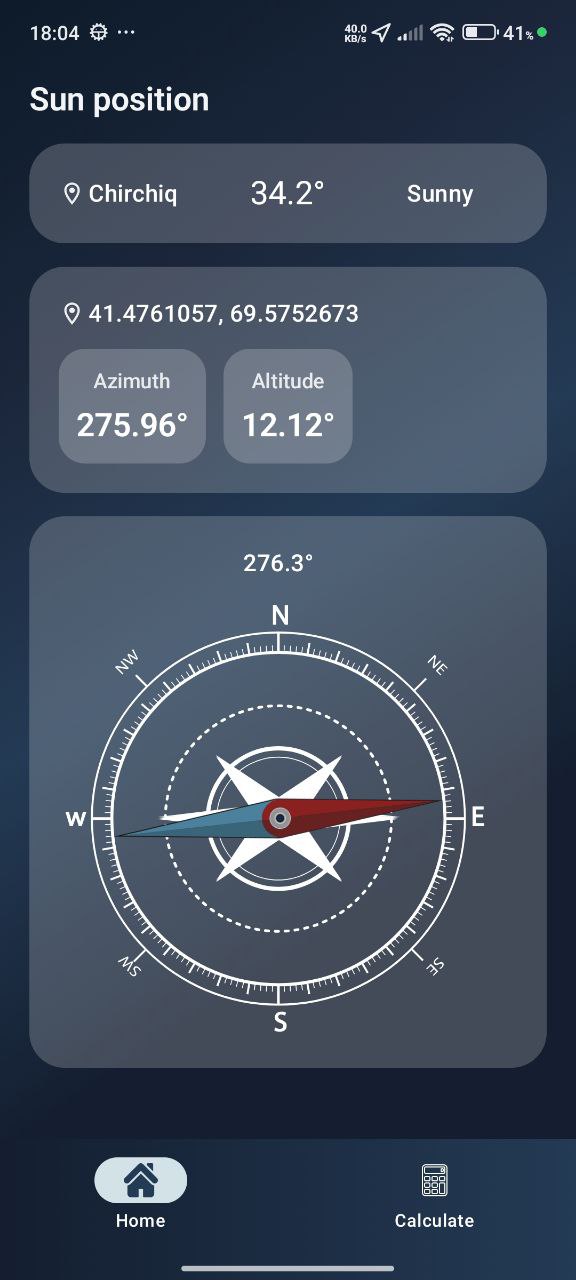 18:04 ··· 40.0 KB/s 41%
Sun position
Chirchiq 34.2° Sunny
41.4761057, 69.5752673
Azimuth Altitude
275.96° 12.12°
276.3°
N
NW NE
W E
SW SE
S
Home Calculate